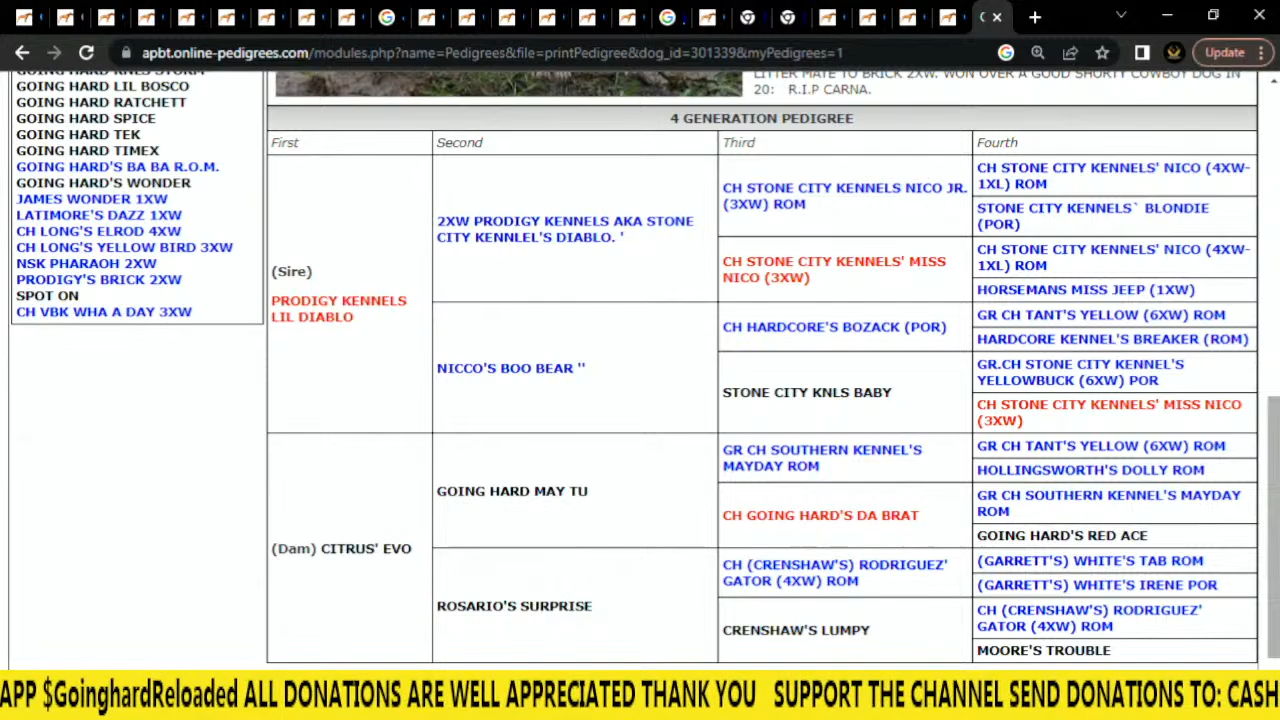 apbt.online-pedigrees.com/modules.php?name=Pedigrees&file=printPedigree&dog_id=301339&myPedigrees=1
Update
GOING HARD KNLS STORM
GOING HARD LIL BOSCO
GOING HARD RATCHETT
GOING HARD SPICE
GOING HARD TEK
GOING HARD TIMEX
GOING HARD'S BA BA R.O.M.
GOING HARD'S WONDER
JAMES WONDER 1XW
LATIMORE'S DAZZ 1XW
CH LONG'S ELROD 4XW
CH LONG'S YELLOW BIRD 3XW
NSK PHARAOH 2XW
PRODIGY'S BRICK 2XW
SPOT ON
CH VBK WHA A DAY 3XW
LITTER MATE TO BRICK 2XW. WON OVER A GOOD SHORTY COWBOY DOG IN
20: R.I.P CARNA.
4 GENERATION PEDIGREE
First
Second
Third
Fourth
(Sire)
PRODIGY KENNELS
LIL DIABLO
2XW PRODIGY KENNELS AKA STONE
CITY KENNLEL'S DIABLO. '
CH STONE CITY KENNELS NICO JR.
(3XW) ROM
CH STONE CITY KENNELS' NICO (4XW-
1XL) ROM
STONE CITY KENNELS` BLONDIE
(POR)
CH STONE CITY KENNELS' MISS
NICO (3XW)
CH STONE CITY KENNELS' NICO (4XW-
1XL) ROM
HORSEMANS MISS JEEP (1XW)
NICCO'S BOO BEAR ''
CH HARDCORE'S BOZACK (POR)
GR CH TANT'S YELLOW (6XW) ROM
HARDCORE KENNEL'S BREAKER (ROM)
STONE CITY KNLS BABY
GR.CH STONE CITY KENNEL'S
YELLOWBUCK (6XW) POR
CH STONE CITY KENNELS' MISS NICO
(3XW)
(Dam) CITRUS' EVO
GOING HARD MAY TU
GR CH SOUTHERN KENNEL'S
MAYDAY ROM
GR CH TANT'S YELLOW (6XW) ROM
HOLLINGSWORTH'S DOLLY ROM
CH GOING HARD'S DA BRAT
GR CH SOUTHERN KENNEL'S MAYDAY
ROM
GOING HARD'S RED ACE
ROSARIO'S SURPRISE
CH (CRENSHAW'S) RODRIGUEZ'
GATOR (4XW) ROM
(GARRETT'S) WHITE'S TAB ROM
(GARRETT'S) WHITE'S IRENE POR
CRENSHAW'S LUMPY
CH (CRENSHAW'S) RODRIGUEZ'
GATOR (4XW) ROM
MOORE'S TROUBLE
APP $GoinghardReloaded ALL DONATIONS ARE WELL APPRECIATED THANK YOU SUPPORT THE CHANNEL SEND DONATIONS TO: CASH